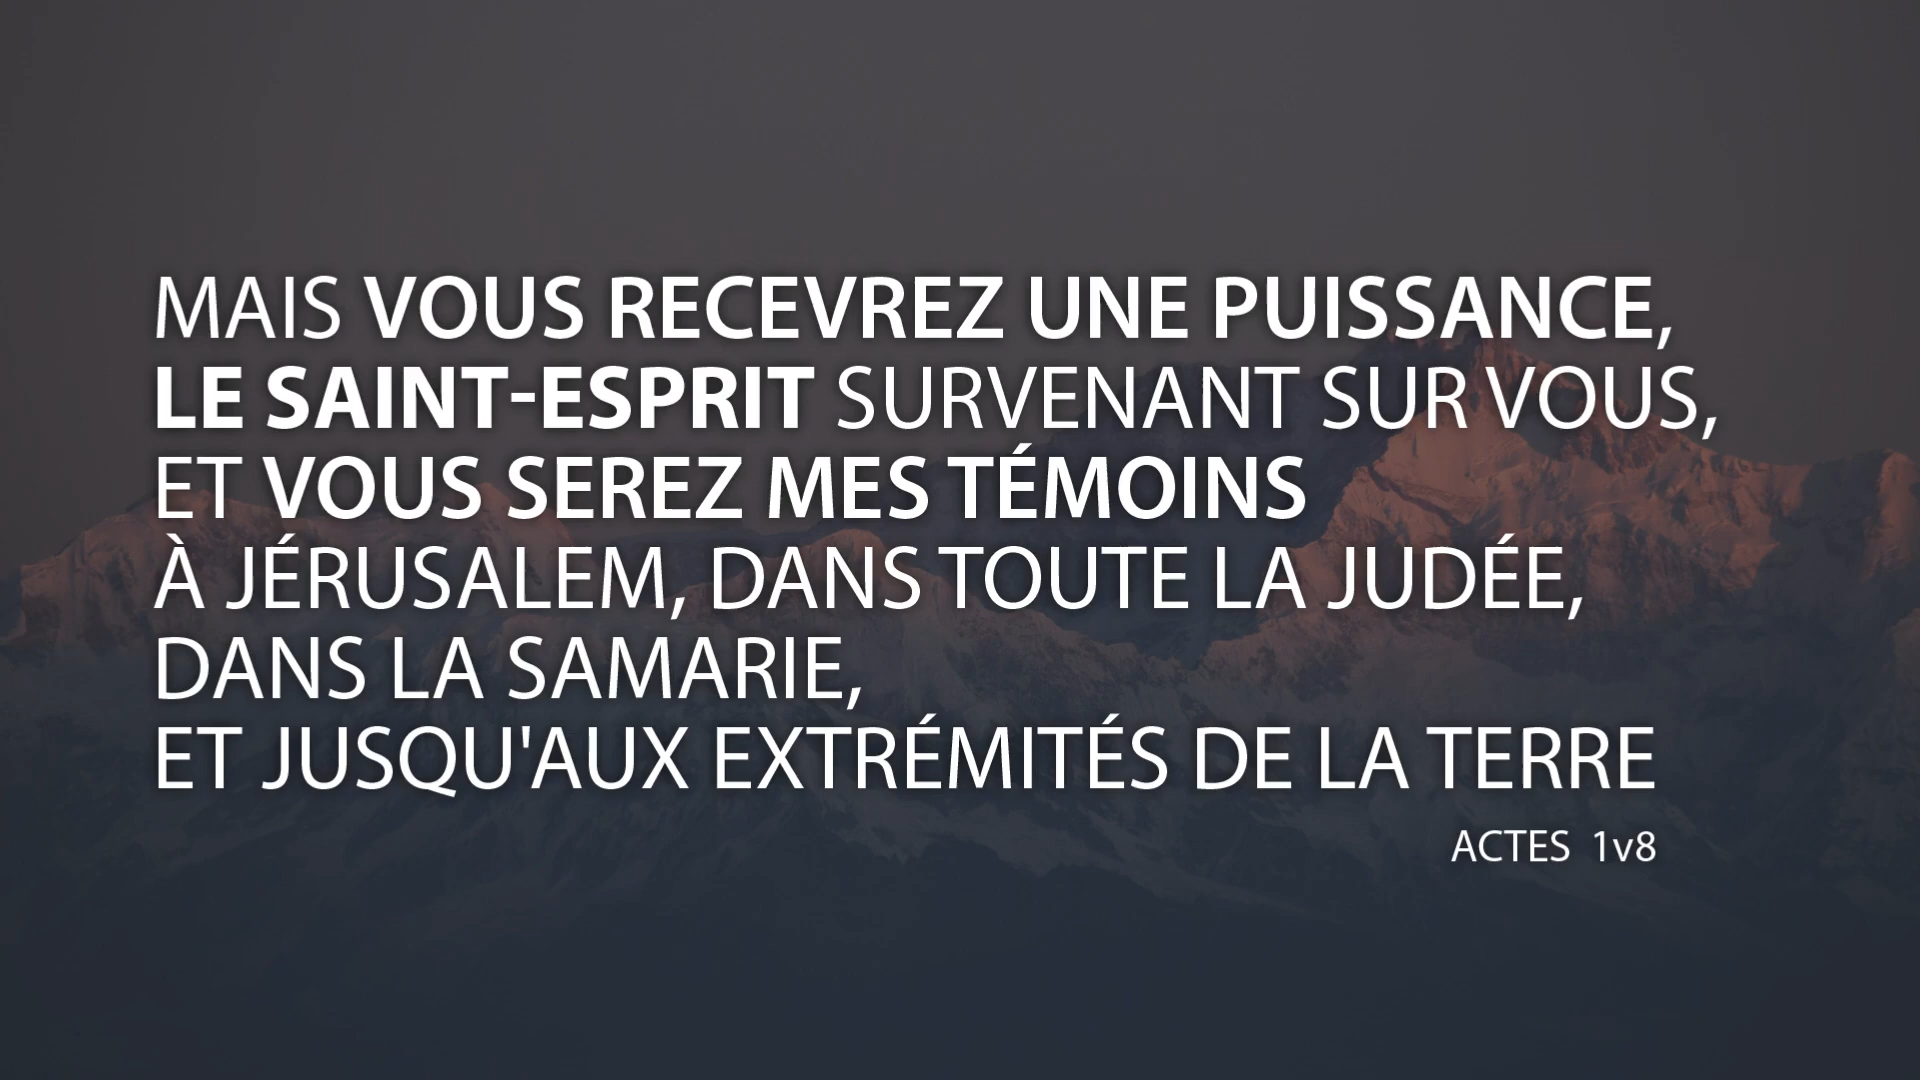 MAIS VOUS RECEVREZ UNE PUISSANCE,
LE SAINT-ESPRIT SURVENANT SUR VOUS,
ET VOUS SEREZ MES TÉMOINS
À JÉRUSALEM, DANS TOUTE LA JUDÉE,
DANS LA SAMARIE,
ET JUSQU'AUX EXTRÉMITÉS DE LA TERRE
ACTES 1v8